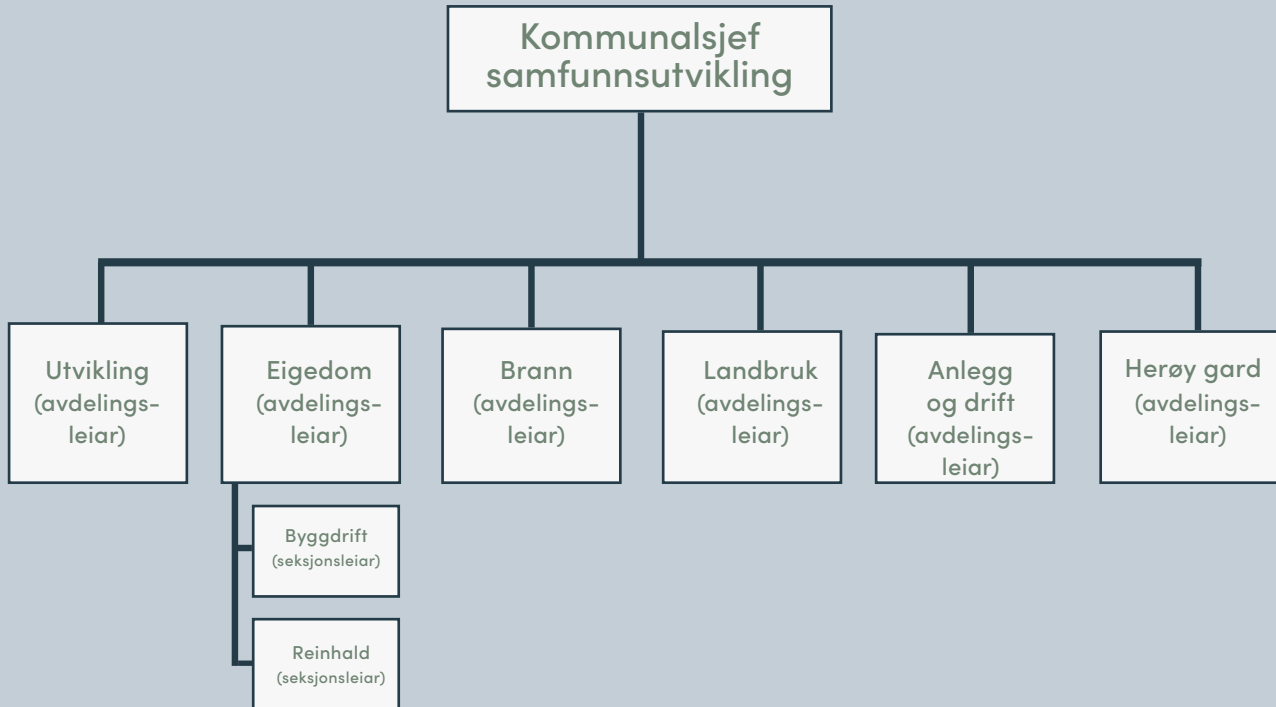 Kommunalsjef
samfunnsutvikling
Utvikling
(avdelings-
leiar)
Eigedom
(avdelings-
leiar)
Brann
(avdelings-
leiar)
Landbruk
(avdelings-
leiar)
Anlegg
og drift
(avdelings-
leiar)
Herøy gard
(avdelings-
leiar)
Byggdrift
(seksjonsleiar)
Reinhald
(seksjonsleiar)